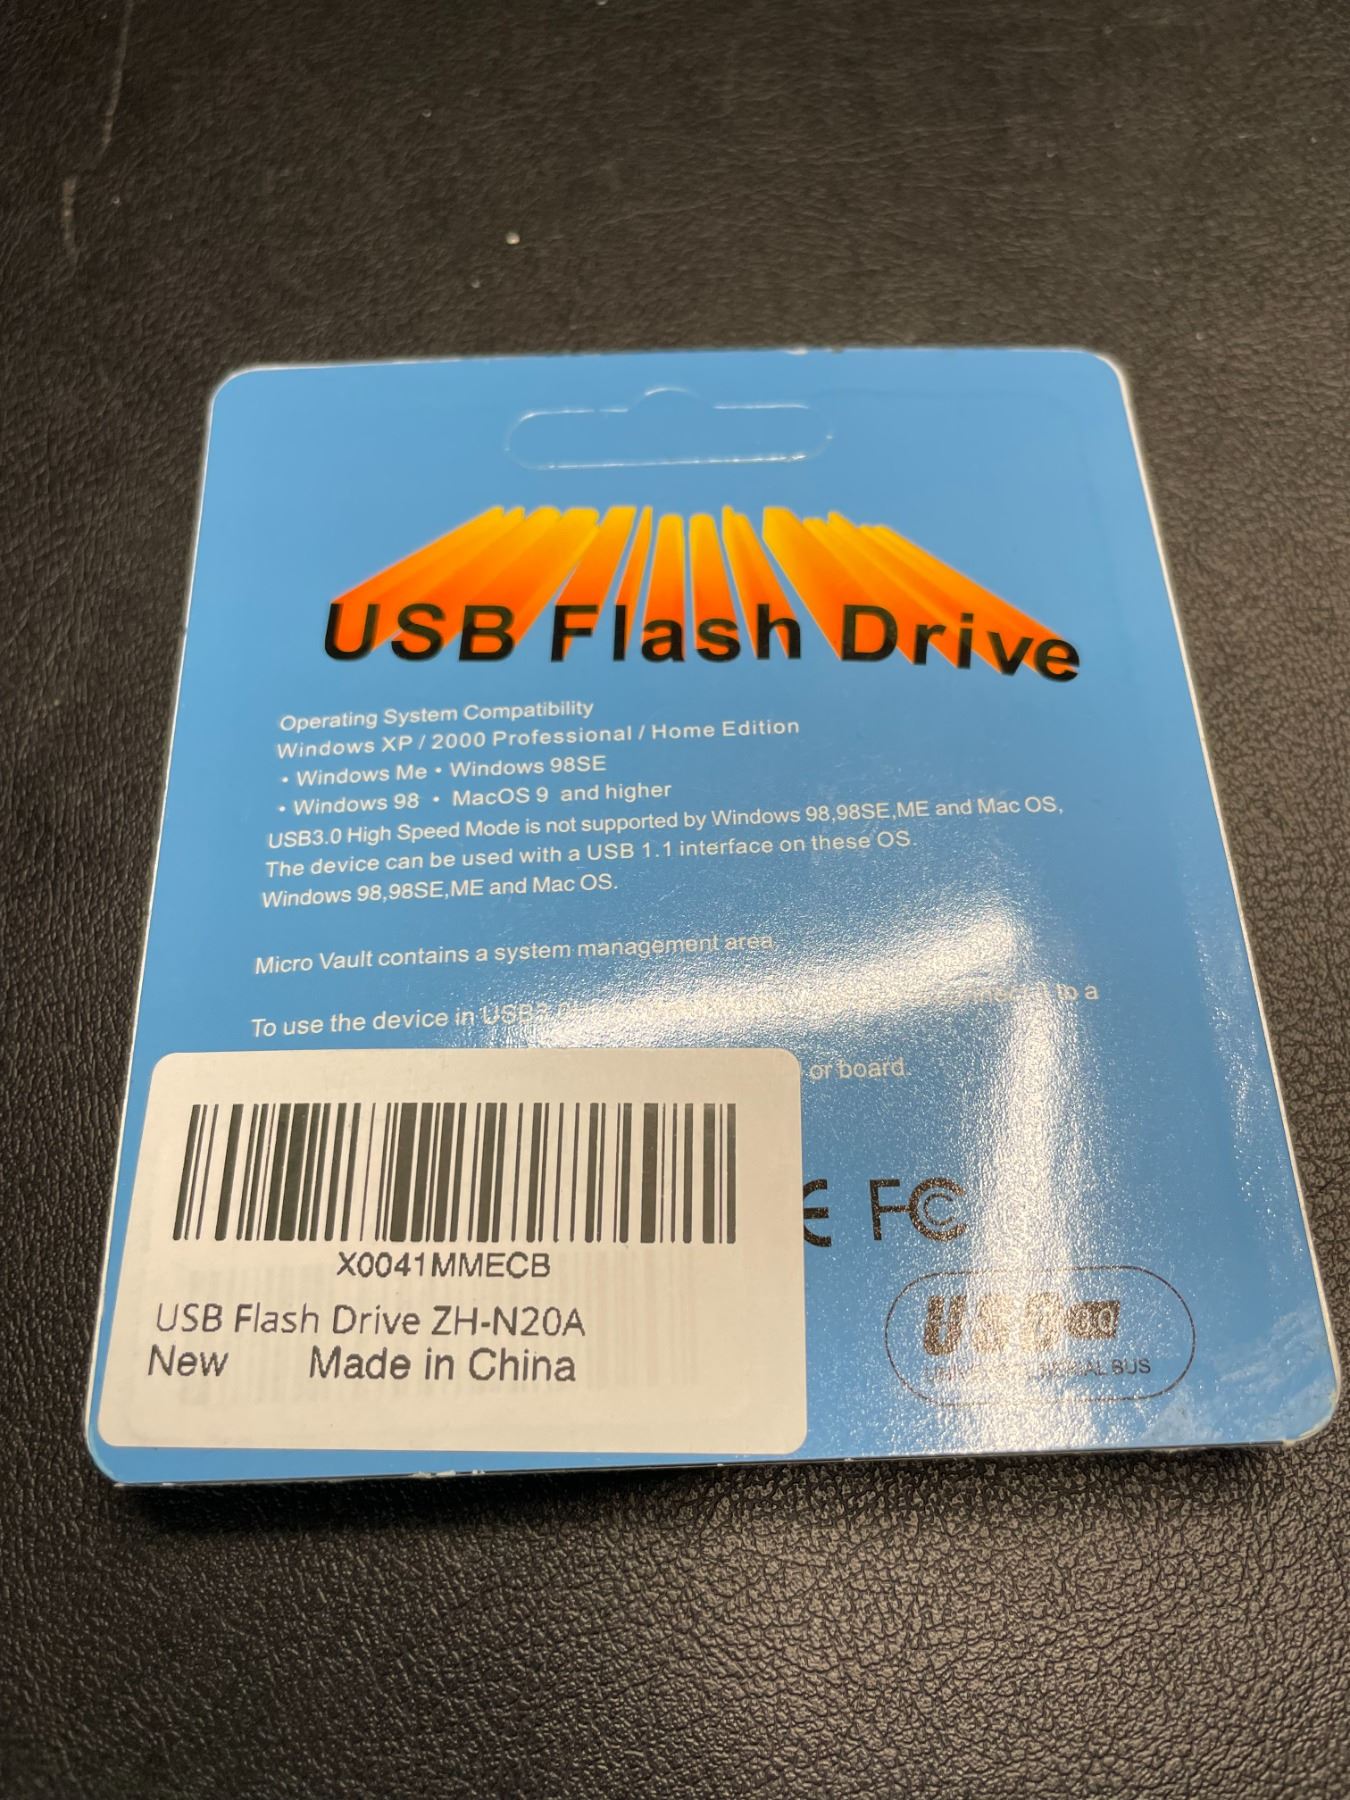 USB Flash Drive
Operating System Compatibility
Windows XP / 2000 Professional / Home Edition
• Windows Me • Windows 98SE
• Windows 98 • MacOS 9 and higher
USB3.0 High Speed Mode is not supported by Windows 98,98SE,ME and Mac OS,
The device can be used with a USB 1.1 interface on these OS.
Windows 98,98SE,ME and Mac OS.
Micro Vault contains a system management area
To use the device in to a
or board.
FC
X0041MMECB
USB Flash Drive ZH-N20A
New Made in China
USB
BUS